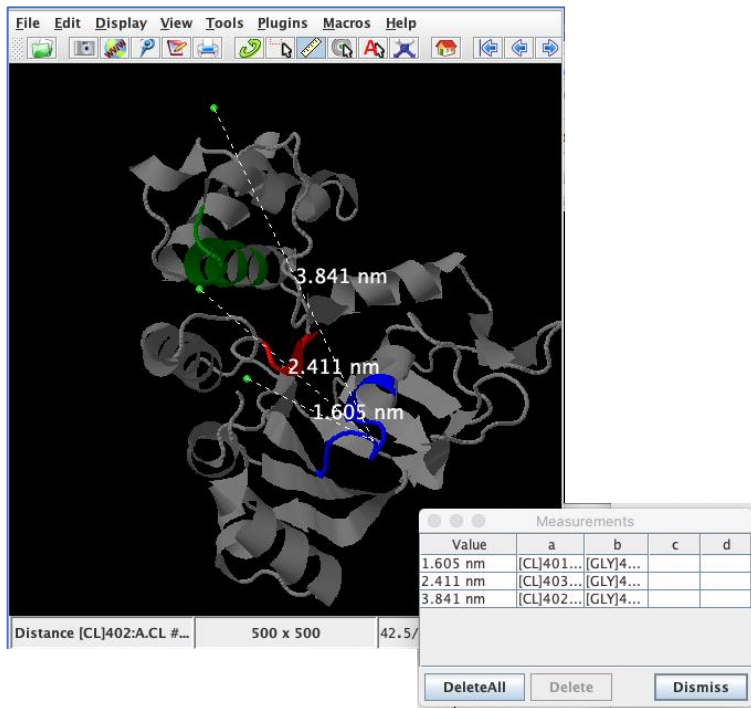 File Edit Display View Tools Plugins Macros Help
3.841 nm
2.411 nm
1.605 nm
Measurements
Value a b c d
1.605 nm [CL]401... [GLY]4...
2.411 nm [CL]403... [GLY]4...
3.841 nm [CL]402... [GLY]4...
Distance [CL]402:A.CL #... 500 x 500 42.5/
DeleteAll Delete Dismiss